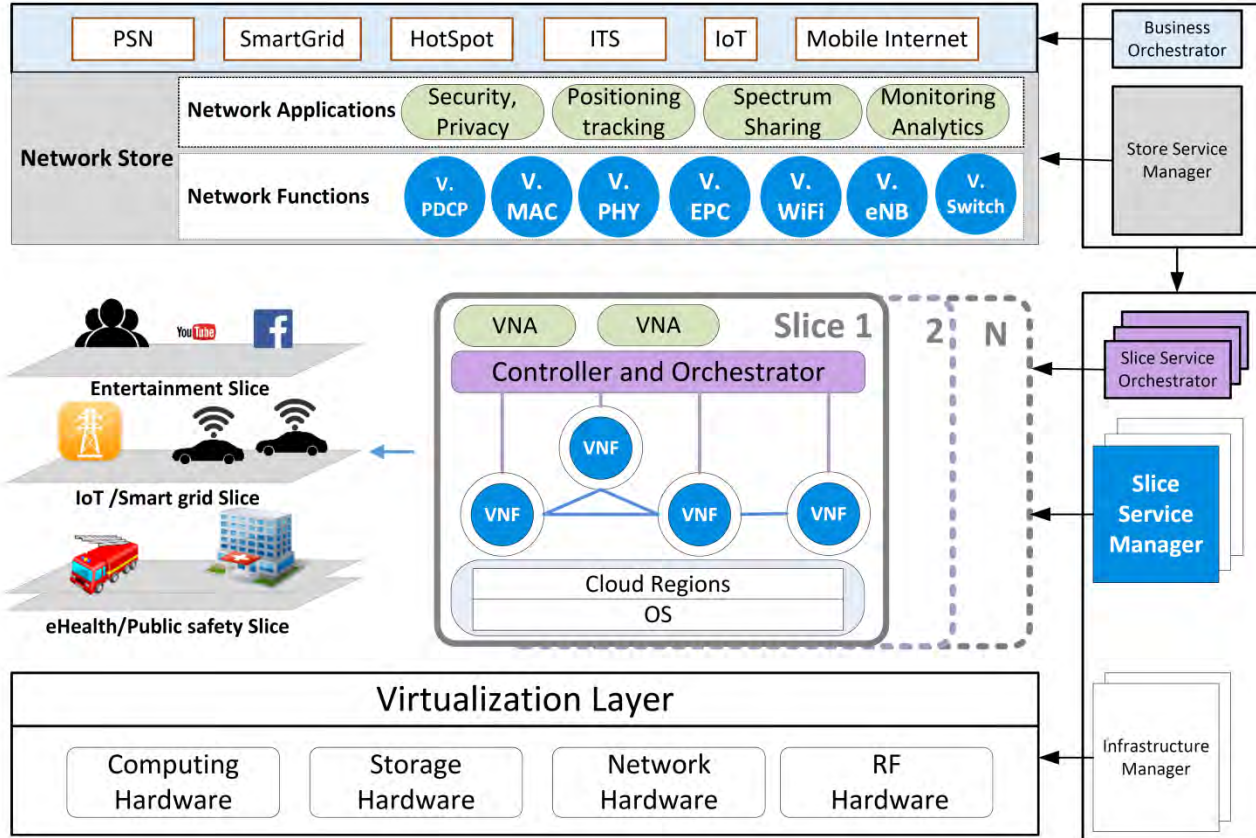 PSN
SmartGrid
HotSpot
ITS
IoT
Mobile Internet
Business
Orchestrator
Network Store
Network Applications
Security,
Privacy
Positioning
tracking
Spectrum
Sharing
Monitoring
Analytics
Store Service
Manager
Network Functions
V.
PDCP
V.
MAC
V.
PHY
V.
EPC
V.
WiFi
V.
eNB
V.
Switch
YouTube
f
Entertainment Slice
IoT /Smart grid Slice
eHealth/Public safety Slice
VNA
VNA
Slice 1
2
N
Controller and Orchestrator
VNF
VNF
VNF
VNF
Cloud Regions
OS
Slice Service
Orchestrator
Slice
Service
Manager
Virtualization Layer
Computing
Hardware
Storage
Hardware
Network
Hardware
RF
Hardware
Infrastructure
Manager